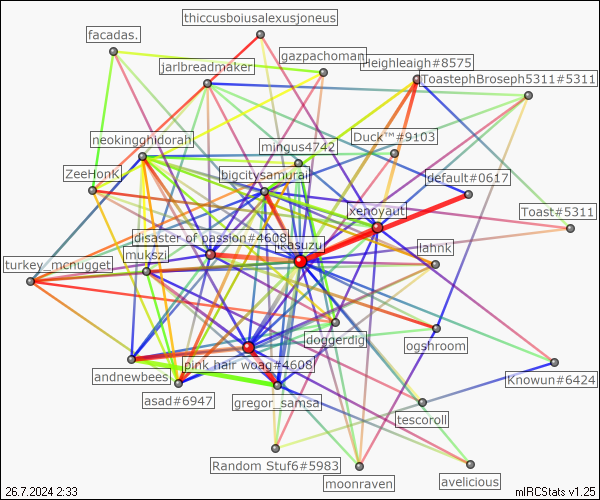 thiccusboiusalexusjoneus
facadas.
gazpachoman
Heighleaigh#8575
jarlbreadmaker
ToastephBroseph5311#5311
neokingghidorah
Duck™#9103
mingus4742
ZeeHonK
bigcitysamurai
default#0617
xenoyaut
Toast#5311
disaster of passion#4608
ikasuzu
lahnk
mukszi
turkey_mcnugget
doggerdig
ogshroom
pink hair woag#4608
andnewbees
Knowun#6424
asad#6947
gregor_samsa
tescoroll
Random Stuf6#5983
moonraven
avelicious
26.7.2024 2:33
mIRCStats v1.25